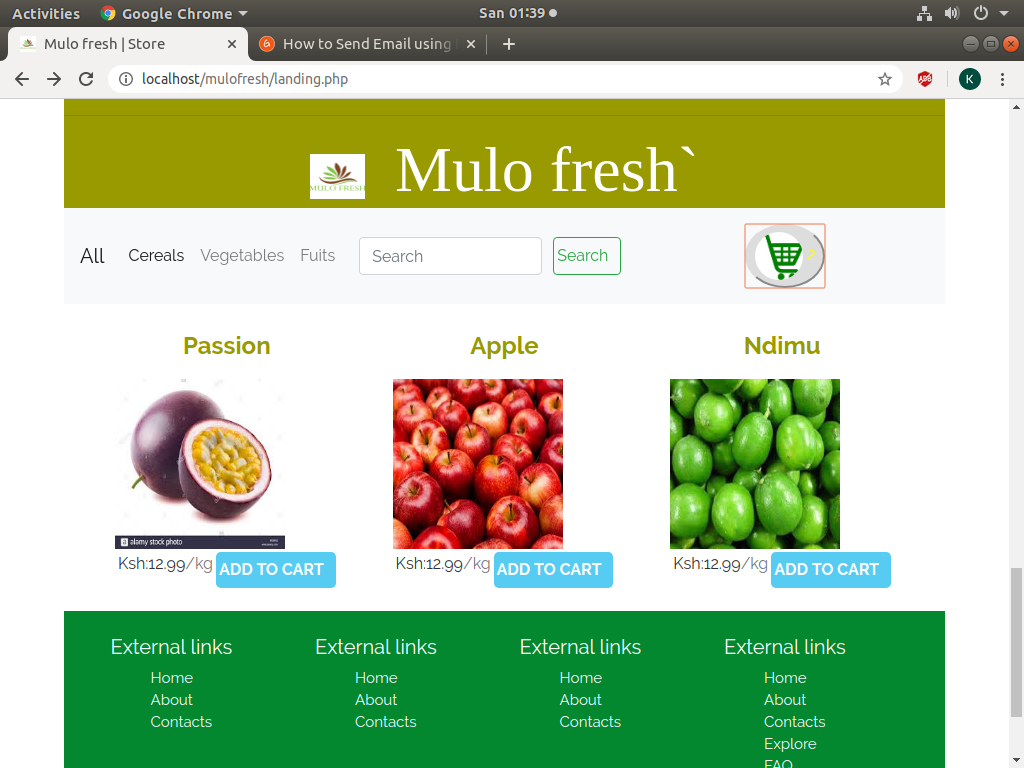 Activities Google Chrome San 01:39
Mulo fresh | Store How to Send Email using
localhost/mulofresh/landing.php K
MULO FRESH Mulo fresh`
All Cereals Vegetables Fuits Search Search
Passion Apple Ndimu
a alamy stock photo
Ksh:12.99/kg ADD TO CART Ksh:12.99/kg ADD TO CART Ksh:12.99/kg ADD TO CART
External links External links External links External links
Home Home Home Home
About About About About
Contacts Contacts Contacts Contacts
Explore
FAQ